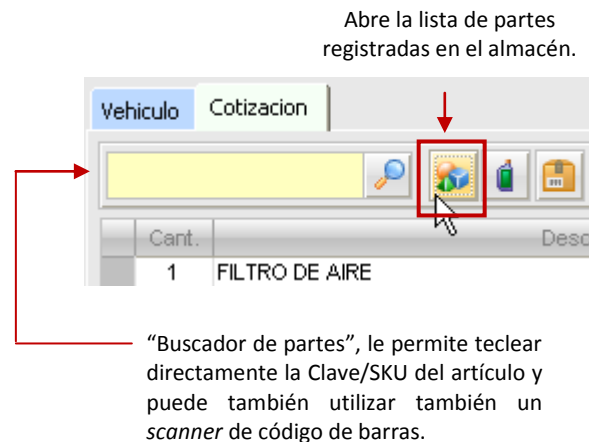 Abre la lista de partes
registradas en el almacén.
Vehiculo Cotizacion
Cant. Desc
1 FILTRO DE AIRE
“Buscador de partes”, le permite teclear
directamente la Clave/SKU del artículo y
puede también utilizar también un
scanner de código de barras.